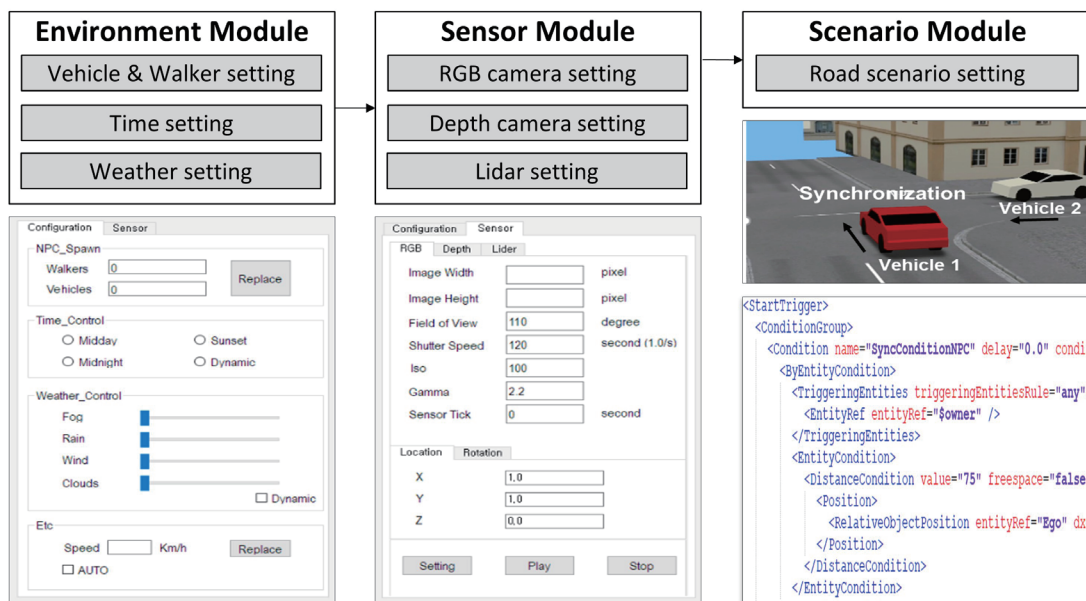 Environment Module
Vehicle & Walker setting
Time setting
Weather setting
Sensor Module
RGB camera setting
Depth camera setting
Lidar setting
Scenario Module
Road scenario setting
Configuration Sensor
NPC_Spawn
Walkers 0
Vehicles 0
Replace
Time_Control
Midday Sunset
Midnight Dynamic
Weather_Control
Fog
Rain
Wind
Clouds
Dynamic
Etc
Speed Km/h Replace
AUTO
Configuration Sensor
RGB Depth Lider
Image Width pixel
Image Height pixel
Field of View 110 degree
Shutter Speed 120 second (1.0/s)
Iso 100
Gamma 2.2
Sensor Tick 0 second
Location Rotation
X 1,0
Y 1,0
Z 0,0
Setting Play Stop
Synchronization
Vehicle 2
Vehicle 1
<StartTrigger>
<ConditionGroup>
<Condition name="SyncConditionNPC" delay="0.0" condi
<ByEntityCondition>
<TriggeringEntities triggeringEntitiesRule="any"
<EntityRef entityRef="$owner" />
</TriggeringEntities>
<EntityCondition>
<DistanceCondition value="75" freespace="false
<Position>
<RelativeObjectPosition entityRef="Ego" dx
</Position>
</DistanceCondition>
</EntityCondition>